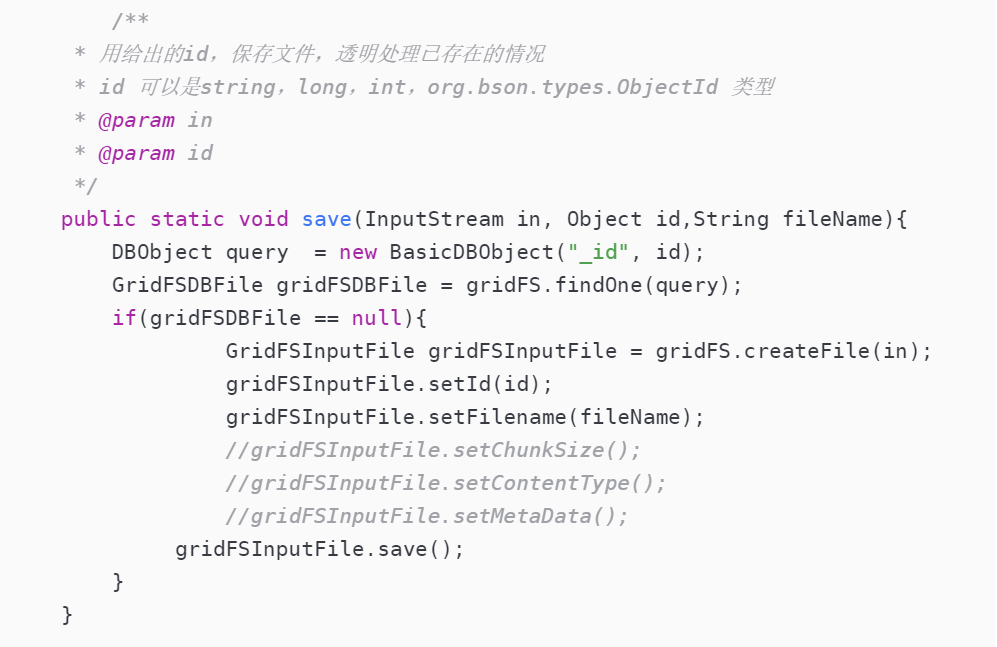 /**
 * 用给出的id，保存文件，透明处理已存在的情况
 * id 可以是string，long，int，org.bson.types.ObjectId 类型
 * @param in
 * @param id
 */
public static void save(InputStream in, Object id,String fileName){
    DBObject query  = new BasicDBObject("_id", id);
    GridFSDBFile gridFSDBFile = gridFS.findOne(query);
    if(gridFSDBFile == null){
             GridFSInputFile gridFSInputFile = gridFS.createFile(in);
             gridFSInputFile.setId(id);
             gridFSInputFile.setFilename(fileName);
             //gridFSInputFile.setChunkSize();
             //gridFSInputFile.setContentType();
             //gridFSInputFile.setMetaData();
         gridFSInputFile.save();
    }
}